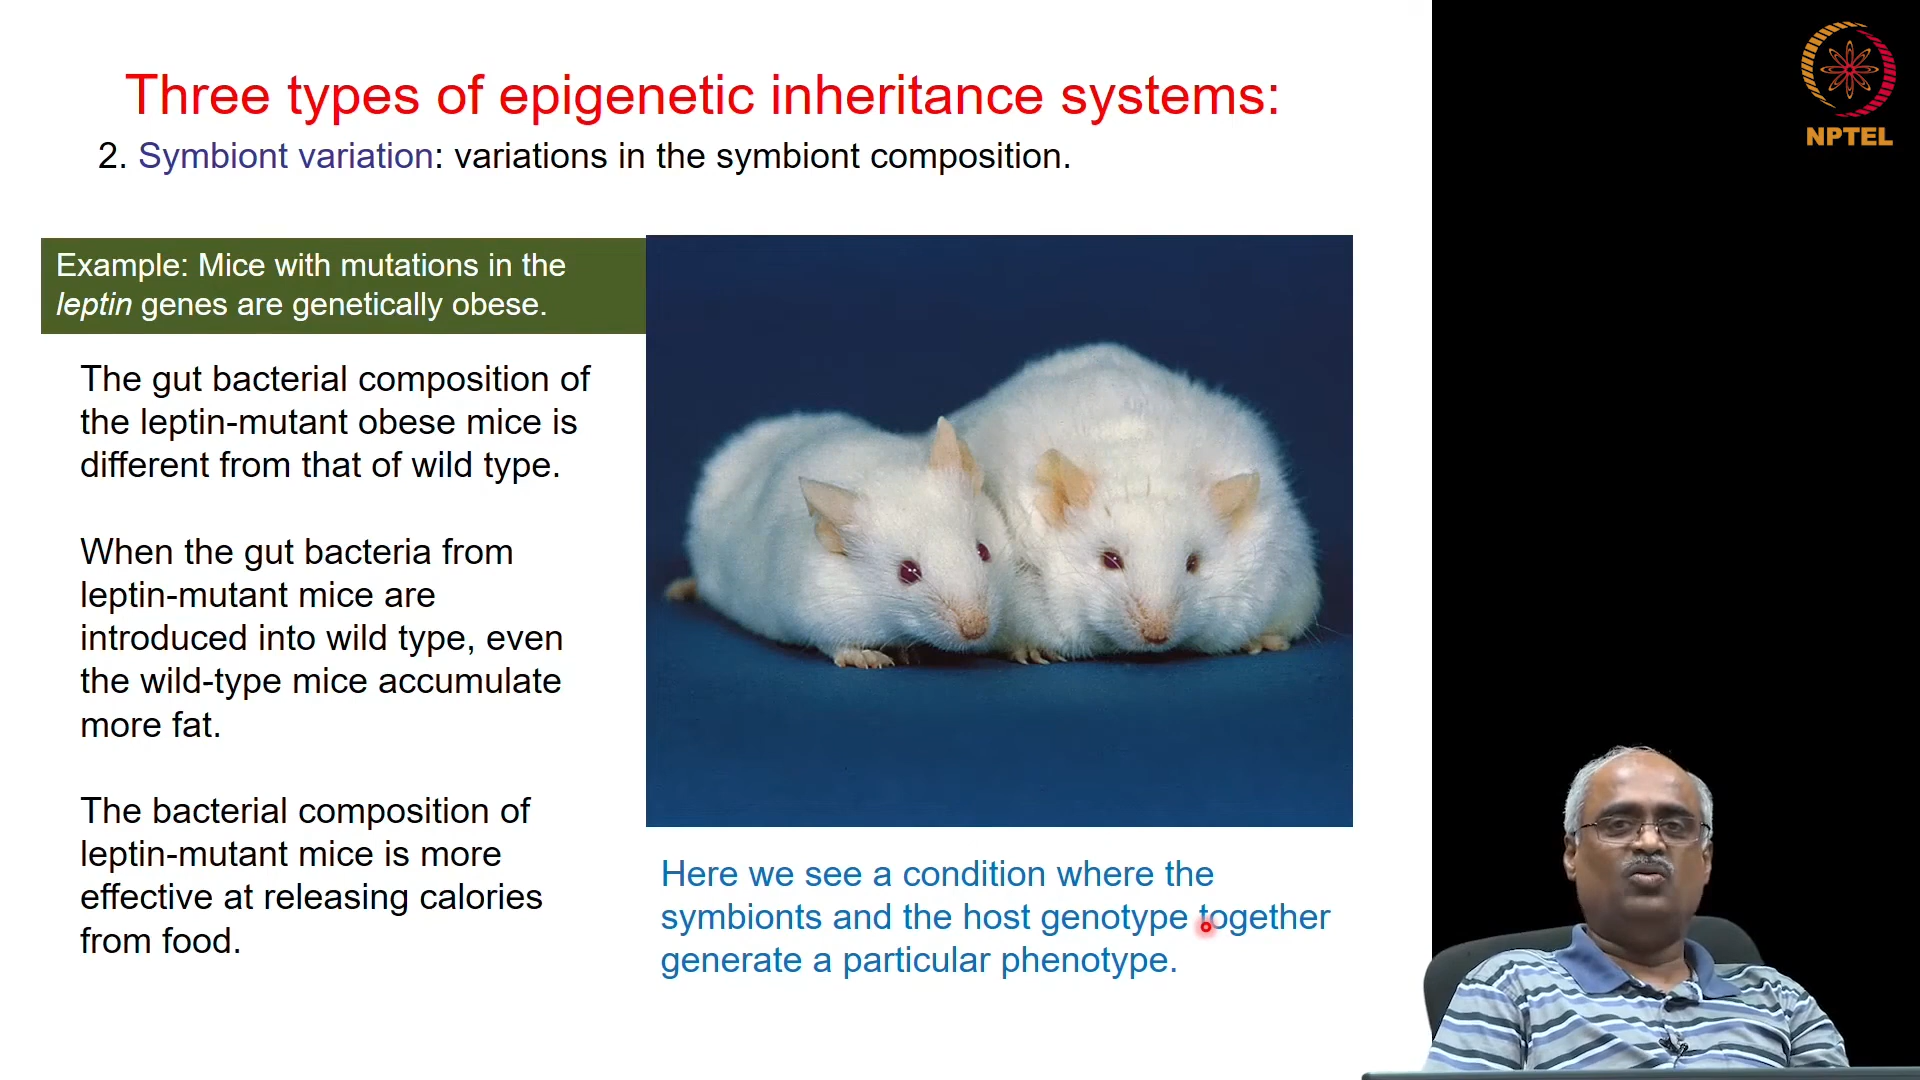 Three types of epigenetic inheritance systems:
2. Symbiont variation: variations in the symbiont composition.
NPTEL
Example: Mice with mutations in the
leptin genes are genetically obese.
The gut bacterial composition of
the leptin-mutant obese mice is
different from that of wild type.
When the gut bacteria from
leptin-mutant mice are
introduced into wild type, even
the wild-type mice accumulate
more fat.
The bacterial composition of
leptin-mutant mice is more
effective at releasing calories
from food.
Here we see a condition where the
symbionts and the host genotype together
generate a particular phenotype.